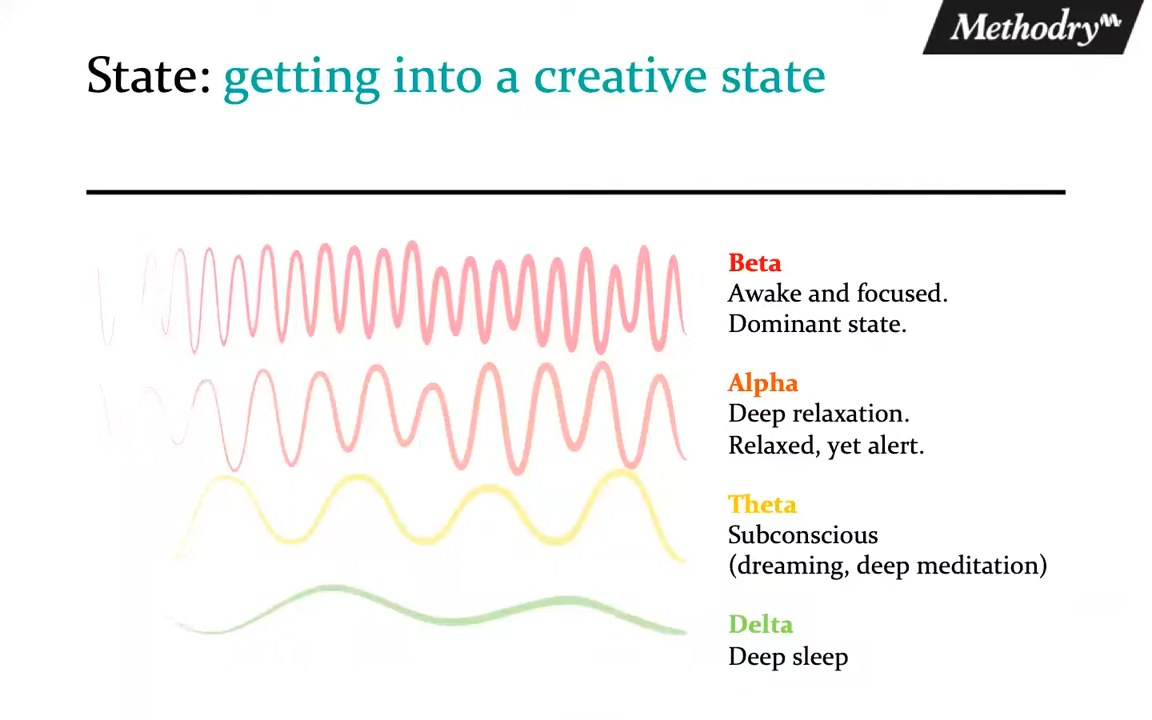 Methodry
State: getting into a creative state
Beta
Awake and focused.
Dominant state.
Alpha
Deep relaxation.
Relaxed, yet alert.
Theta
Subconscious
(dreaming, deep meditation)
Delta
Deep sleep